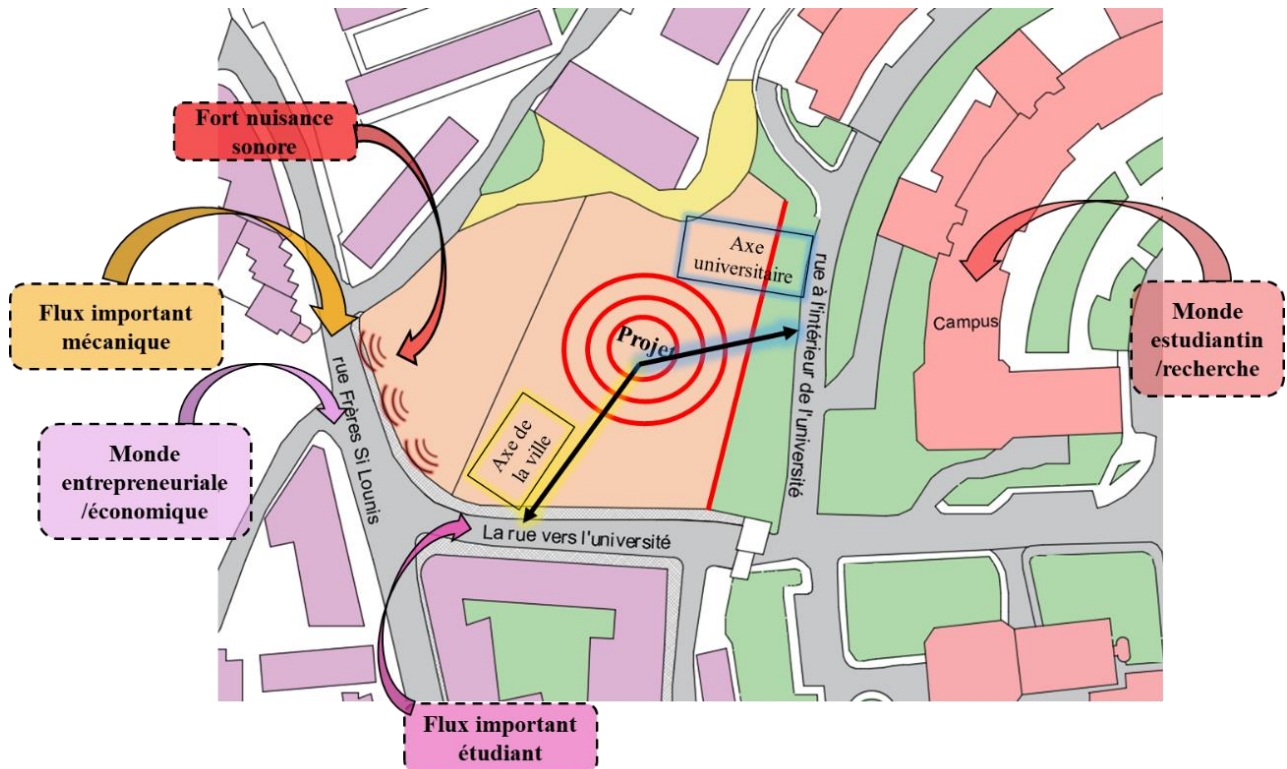 Fort nuisance
sonore
Flux important
mécanique
Monde
entrepreneuriale
/économique
rue Frères Si Lounis
Axe
universitaire
Projet
Axe de
la ville
La rue vers l'université
rue à l'intérieur de l'université
Campus
Monde
estudiantin
/recherche
Flux important
étudiant